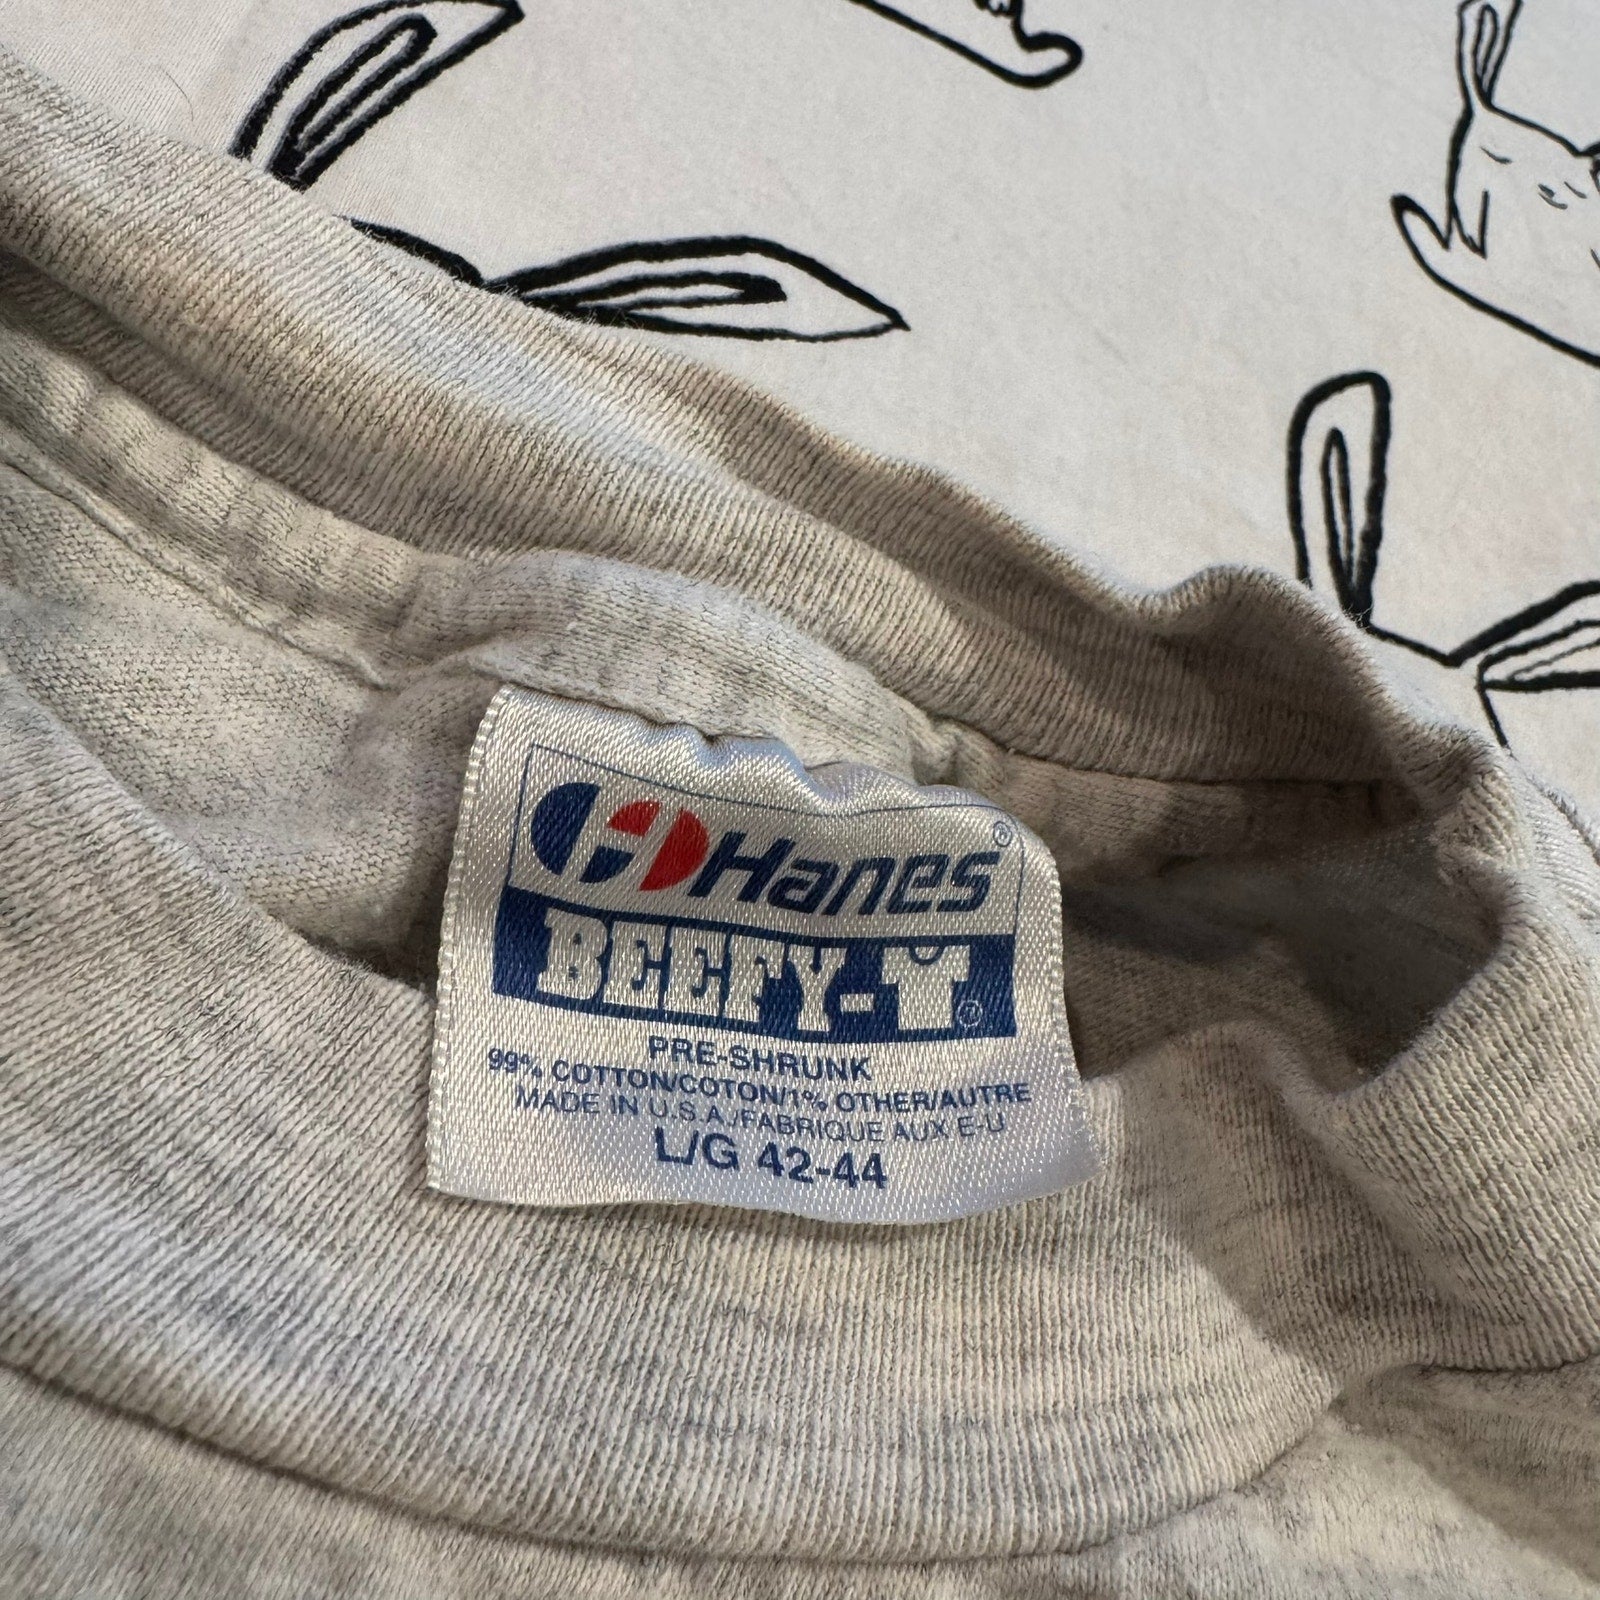 Hanes®
BEEFY-T®
PRE-SHRUNK
99% COTTON/COTON/1% OTHER/AUTRE
MADE IN U.S.A./FABRIQUE AUX E-U
L/G 42-44